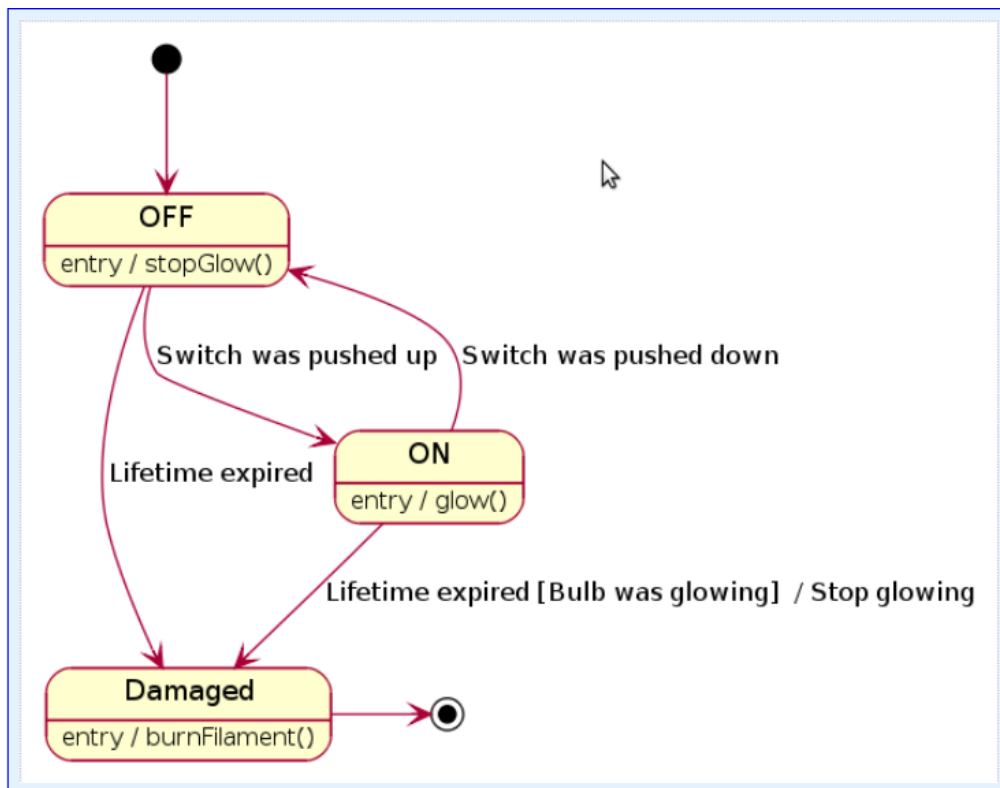 OFF
entry / stopGlow()
Switch was pushed up
Switch was pushed down
ON
entry / glow()
Lifetime expired
Lifetime expired [Bulb was glowing] / Stop glowing
Damaged
entry / burnFilament()